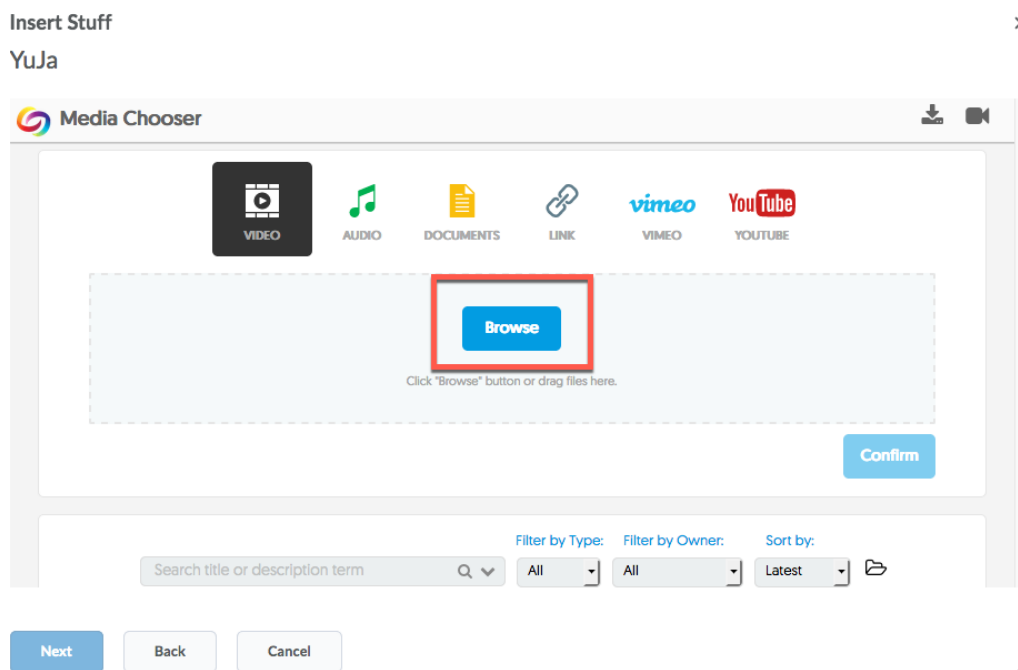 Insert Stuff
YuJa
Media Chooser
VIDEO AUDIO DOCUMENTS LINK vimeo VIMEO YouTube YOUTUBE
Browse
Click "Browse" button or drag files here.
Confirm
Filter by Type: Filter by Owner: Sort by:
Search title or description term All All Latest
Next Back Cancel